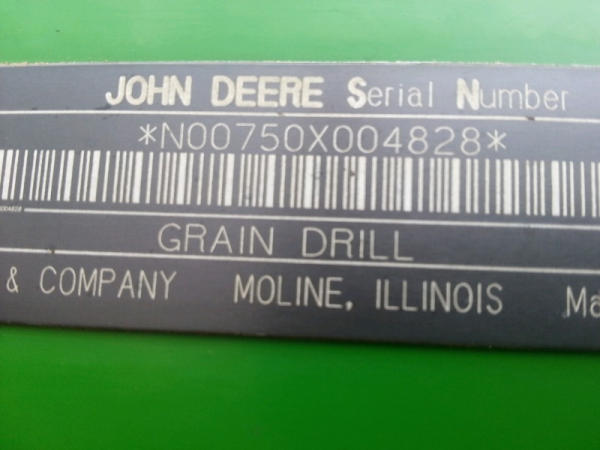 JOHN DEERE Serial Number
*N00750X004828*
GRAIN DRILL
& COMPANY MOLINE, ILLINOIS